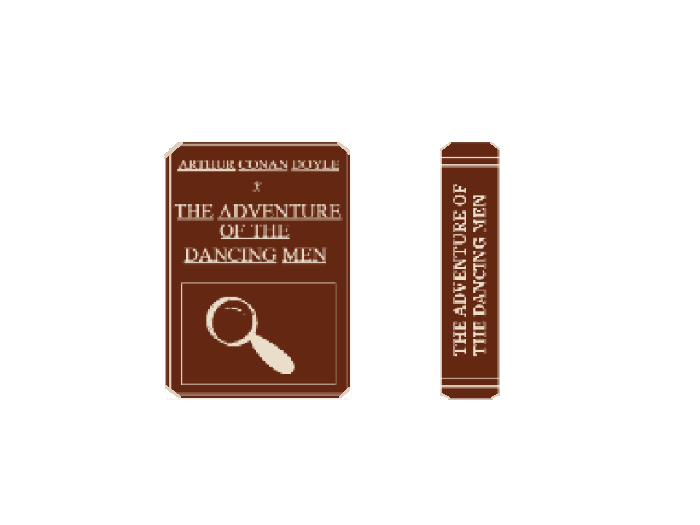 ARTHUR CONAN DOYLE
THE ADVENTURE
OF THE
DANCING MEN
THE ADVENTURE OF
THE DANCING MEN